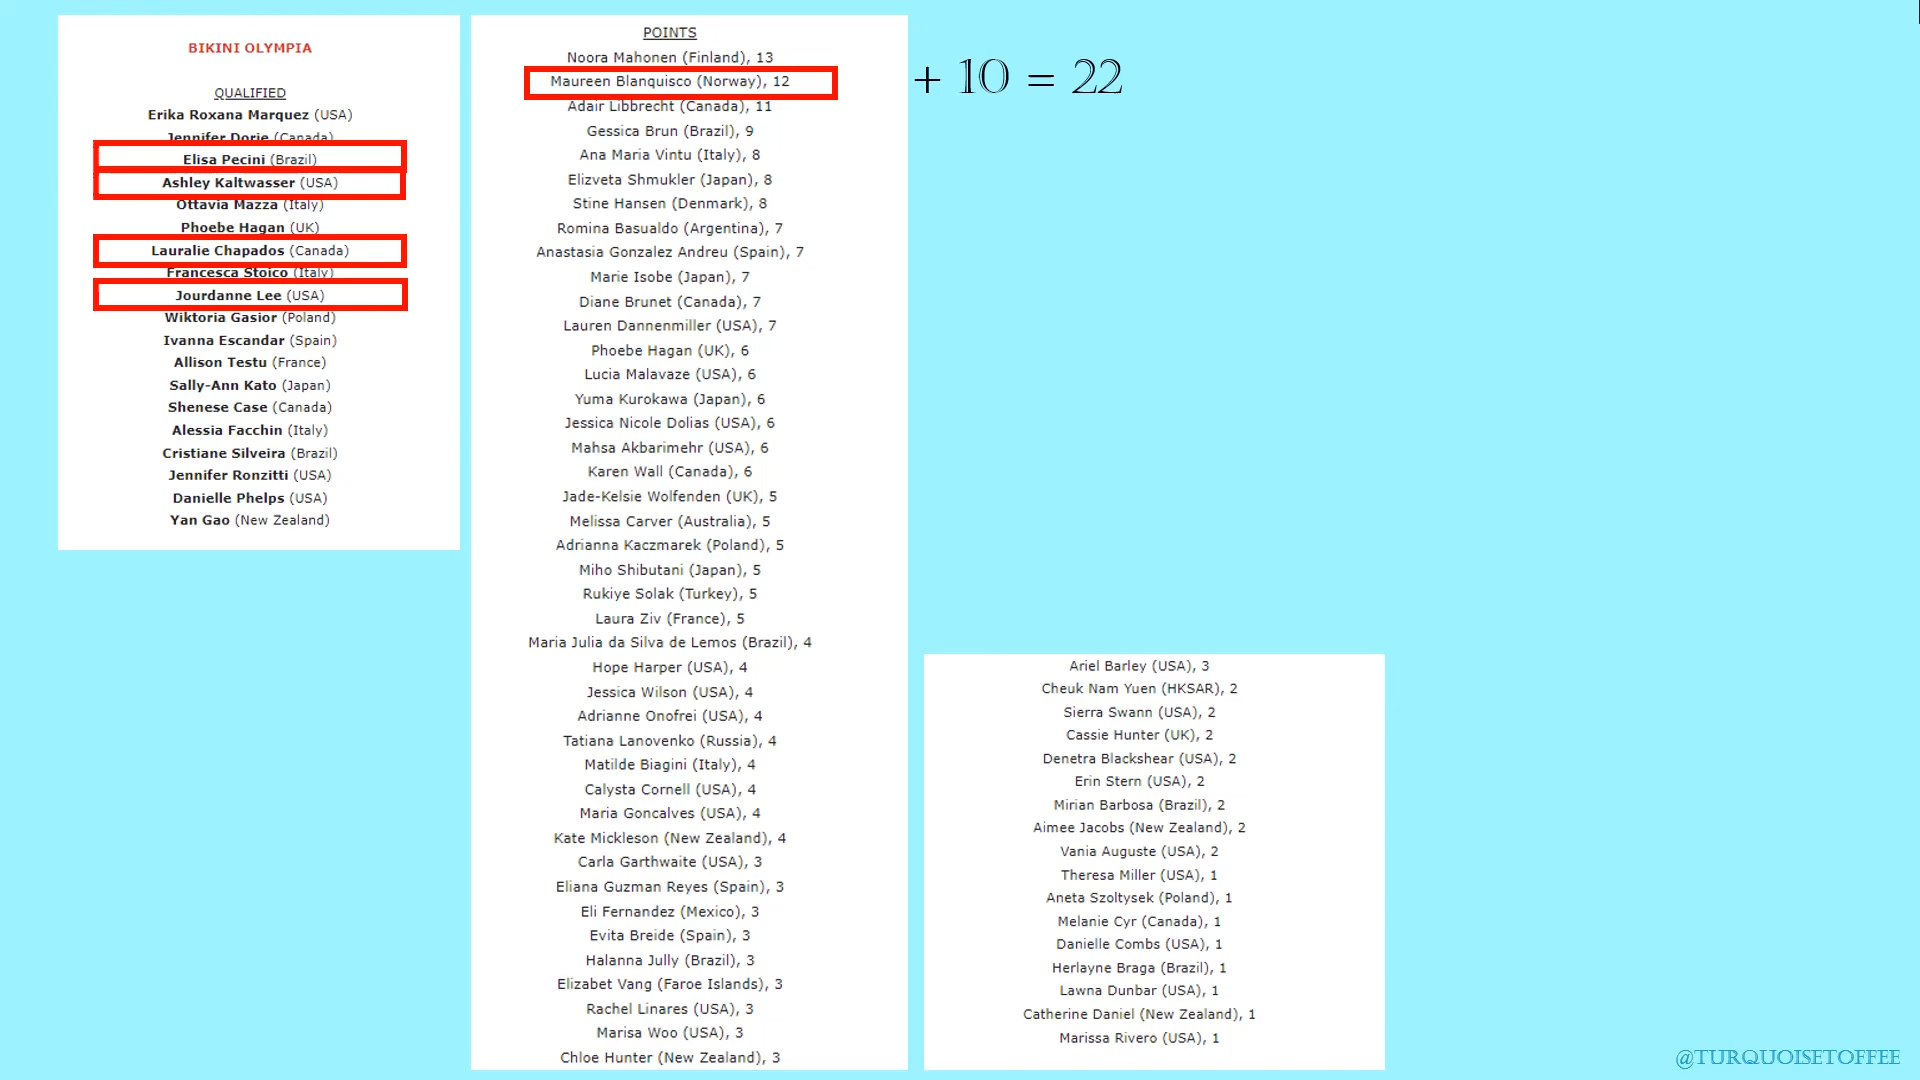 BIKINI OLYMPIA
QUALIFIED
Erika Roxana Marquez (USA)
Jennifer Dorie (Canada)
Elisa Pecini (Brazil)
Ashley Kaltwasser (USA)
Ottavia Mazza (Italy)
Phoebe Hagan (UK)
Lauralie Chapados (Canada)
Francesca Stoico (Italy)
Jourdanne Lee (USA)
Wiktoria Gasior (Poland)
Ivanna Escandar (Spain)
Allison Testu (France)
Sally-Ann Kato (Japan)
Shenese Case (Canada)
Alessia Facchin (Italy)
Cristiane Silveira (Brazil)
Jennifer Ronzitti (USA)
Danielle Phelps (USA)
Yan Gao (New Zealand)
POINTS
Noora Mahonen (Finland), 13
Maureen Blanquisco (Norway), 12
+ 10 = 22
Adair Libbrecht (Canada), 11
Gessica Brun (Brazil), 9
Ana Maria Vintu (Italy), 8
Elizveta Shmukler (Japan), 8
Stine Hansen (Denmark), 8
Romina Basualdo (Argentina), 7
Anastasia Gonzalez Andreu (Spain), 7
Marie Isobe (Japan), 7
Diane Brunet (Canada), 7
Lauren Dannenmiller (USA), 7
Phoebe Hagan (UK), 6
Lucia Malavaze (USA), 6
Yuma Kurokawa (Japan), 6
Jessica Nicole Dolias (USA), 6
Mahsa Akbarimehr (USA), 6
Karen Wall (Canada), 6
Jade-Kelsie Wolfenden (UK), 5
Melissa Carver (Australia), 5
Adrianna Kaczmarek (Poland), 5
Miho Shibutani (Japan), 5
Rukiye Solak (Turkey), 5
Laura Ziv (France), 5
Maria Julia da Silva de Lemos (Brazil), 4
Hope Harper (USA), 4
Jessica Wilson (USA), 4
Adrianne Onofrei (USA), 4
Tatiana Lanovenko (Russia), 4
Matilde Biagini (Italy), 4
Calysta Cornell (USA), 4
Maria Goncalves (USA), 4
Kate Mickleson (New Zealand), 4
Carla Garthwaite (USA), 3
Eliana Guzman Reyes (Spain), 3
Eli Fernandez (Mexico), 3
Evita Breide (Spain), 3
Halanna Jully (Brazil), 3
Elizabet Vang (Faroe Islands), 3
Rachel Linares (USA), 3
Marisa Woo (USA), 3
Chloe Hunter (New Zealand), 3
Ariel Barley (USA), 3
Cheuk Nam Yuen (HKSAR), 2
Sierra Swann (USA), 2
Cassie Hunter (UK), 2
Denetra Blackshear (USA), 2
Erin Stern (USA), 2
Mirian Barbosa (Brazil), 2
Aimee Jacobs (New Zealand), 2
Vania Auguste (USA), 2
Theresa Miller (USA), 1
Aneta Szoltysek (Poland), 1
Melanie Cyr (Canada), 1
Danielle Combs (USA), 1
Herlayne Braga (Brazil), 1
Lawna Dunbar (USA), 1
Catherine Daniel (New Zealand), 1
Marissa Rivero (USA), 1
@TURQUOISETOFFEE